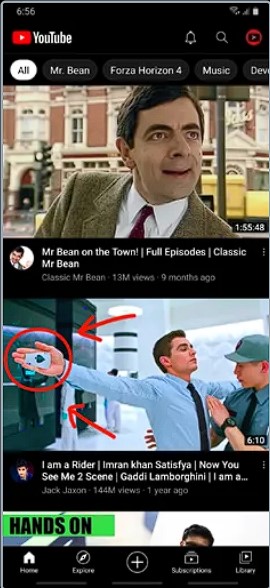 6:56
YouTube
All Mr. Bean Forza Horizon 4 Music Dev
1:55:48
Mr Bean on the Town! | Full Episodes | Classic
Mr Bean
Classic Mr Bean · 13M views · 9 months ago
6:10
I am a Rider | Imran khan Satisfya | Now You
See Me 2 Scene | Gaddi Lamborghini | I am a...
Jack Jaxon · 144M views · 1 year ago
HANDS ON
Home Explore Subscriptions Library